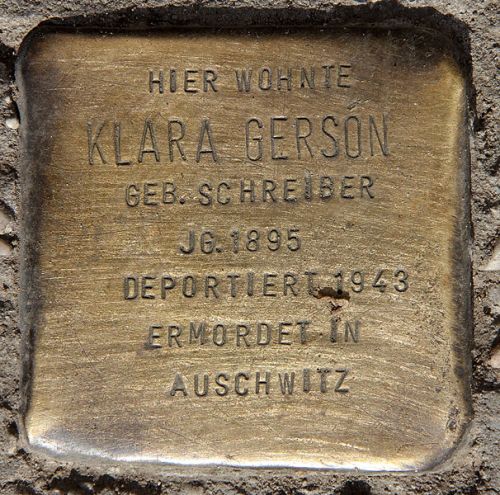 HIER WOHNTE
KLARA GERSON
GEB. SCHREIBER
JG. 1895
DEPORTIERT 1943
ERMORDET IN
AUSCHWITZ